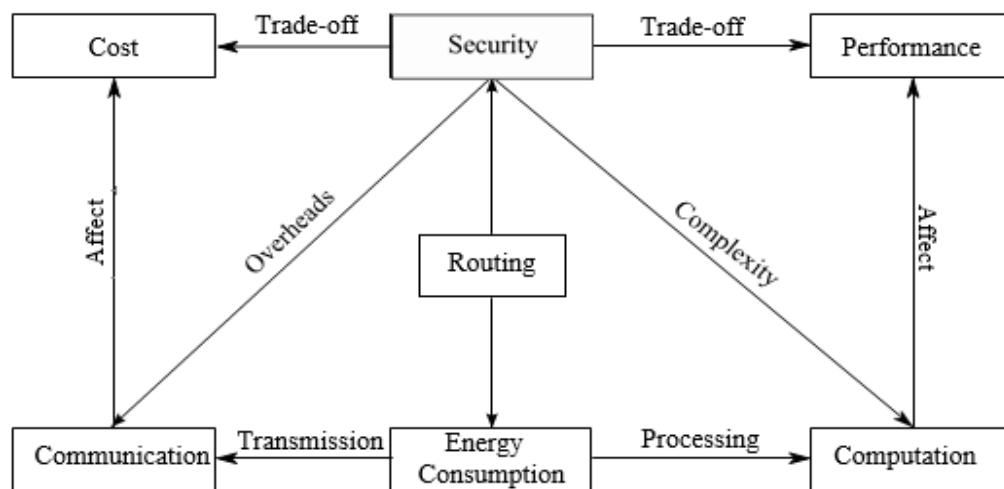 Cost
Trade-off
Security
Trade-off
Performance
Affect
Overheads
Routing
Complexity
Affect
Communication
Transmission
Energy
Consumption
Processing
Computation